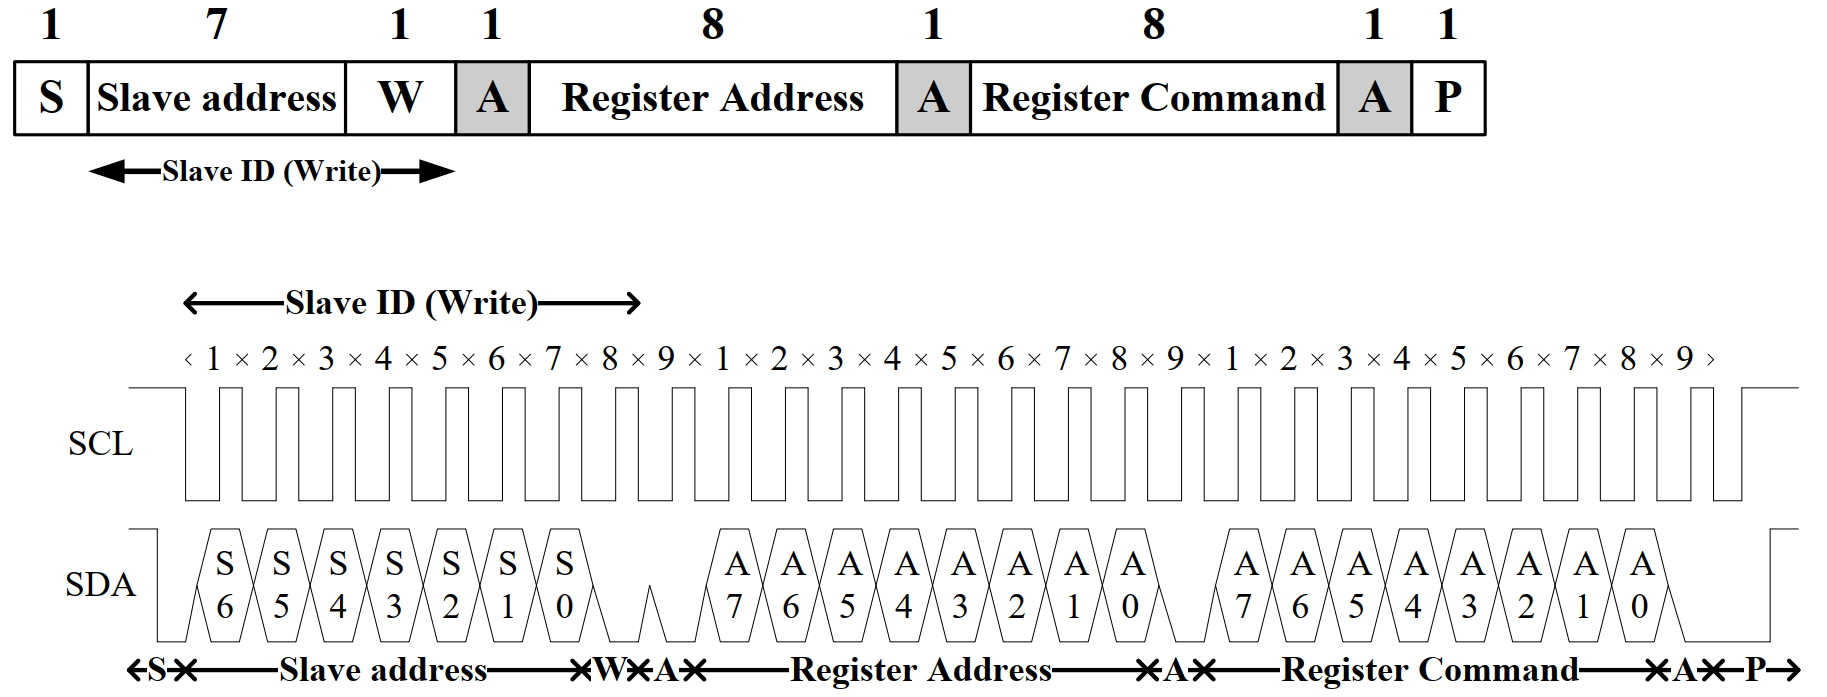 1 7 1 1 8 1 8 1 1
S Slave address W A Register Address A Register Command A P
Slave ID (Write)
Slave ID (Write)
< 1 × 2 × 3 × 4 × 5 × 6 × 7 × 8 × 9 × 1 × 2 × 3 × 4 × 5 × 6 × 7 × 8 × 9 × 1 × 2 × 3 × 4 × 5 × 6 × 7 × 8 × 9 >
SCL
S S S S S S S A A A A A A A A A A A A A A A A
SDA
6 5 4 3 2 1 0 7 6 5 4 3 2 1 0 7 6 5 4 3 2 1 0
S Slave address W A Register Address A Register Command A P